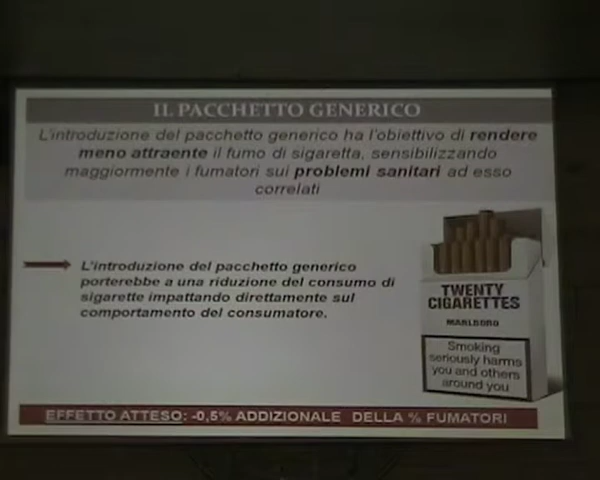 IL PACCHETTO GENERICO
L'introduzione del pacchetto generico ha l'obiettivo di rendere
meno attraente il fumo di sigaretta, sensibilizzando
maggiormente i fumatori sui problemi sanitari ad esso
correlati
L'introduzione del pacchetto generico
porterebbe a una riduzione del consumo di
sigarette impattando direttamente sul
comportamento del consumatore.
TWENTY
CIGARETTES
MARLBORO
Smoking
seriously harms
you and others
around you
EFFETTO ATTESO: -0,5% ADDIZIONALE DELLA % FUMATORI